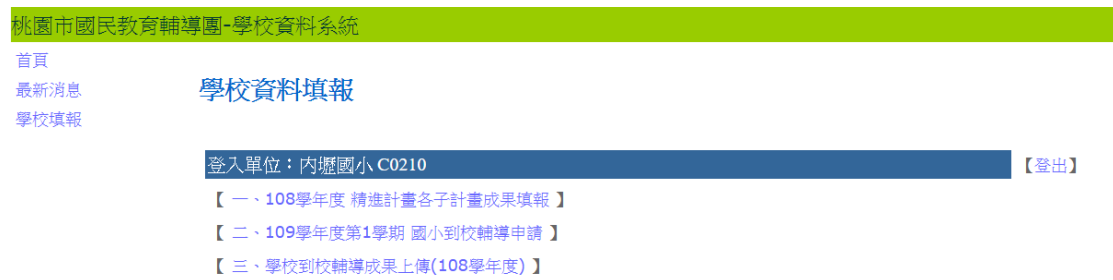 桃園市國民教育輔導團-學校資料系統
首頁
最新消息
學校填報
學校資料填報
登入單位：內壢國小 C0210
【登出】
【 一、108學年度 精進計畫各子計畫成果填報 】
【 二、109學年度第1學期 國小到校輔導申請 】
【 三、學校到校輔導成果上傳(108學年度) 】